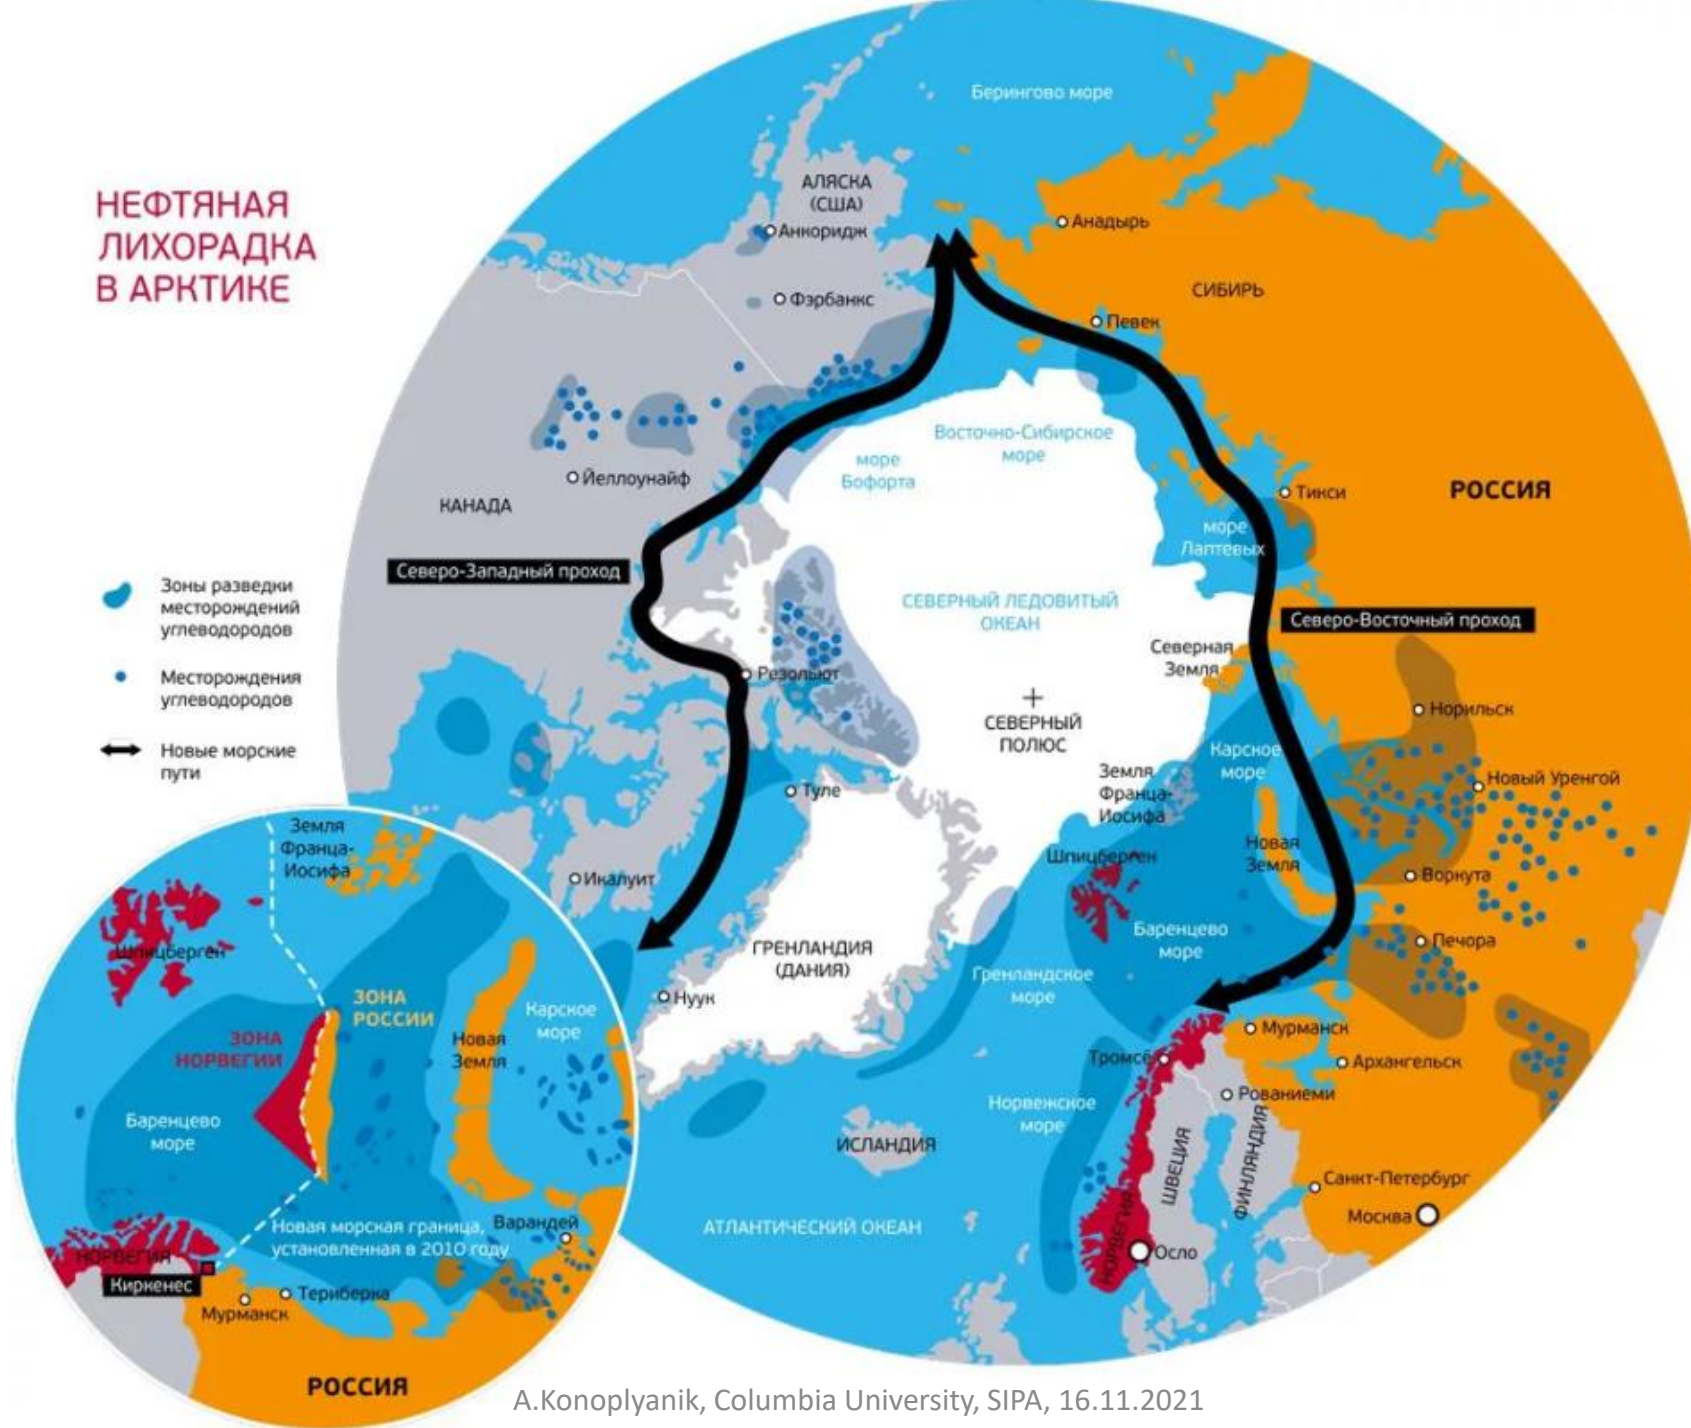 НЕФТЯНАЯ
ЛИХОРАДКА
В АРКТИКЕ
Берингово море
АЛЯСКА
(США)
Анкоридж
Фэрбанкс
Анадырь
СИБИРЬ
Певек
Восточно-Сибирское
море
море
Бофорта
Йеллоунайф
КАНАДА
Тикси
РОССИЯ
море
Лаптевых
Северо-Западный проход
Зоны разведки
месторождений
углеводородов
Месторождения
углеводородов
Новые морские
пути
СЕВЕРНЫЙ ЛЕДОВИТЫЙ
ОКЕАН
Северо-Восточный проход
Северная
Земля
Резольют
СЕВЕРНЫЙ
ПОЛЮС
Норильск
Карское
море
Земля
Франца-
Иосифа
Новый Уренгой
Туле
Новая
Земля
Шпицберген
Воркута
Икалуит
Баренцево
море
Печора
ГРЕНЛАНДИЯ
(ДАНИЯ)
Гренландское
море
Нуук
Мурманск
Тромсё
Архангельск
Рованиеми
Норвежское
море
ИСЛАНДИЯ
ШВЕЦИЯ
ФИНЛЯНДИЯ
Санкт-Петербург
Москва
АТЛАНТИЧЕСКИЙ ОКЕАН
НОРВЕГИЯ
Осло
Земля
Франца-
Иосифа
Шпицберген
ЗОНА
РОССИИ
ЗОНА
НОРВЕГИИ
Карское
море
Новая
Земля
Баренцево
море
Новая морская граница,
установленная в 2010 году
Варандей
НОРВЕГИЯ
Киркенес
Териберка
Мурманск
РОССИЯ
A.Konoplyanik, Columbia University, SIPA, 16.11.2021